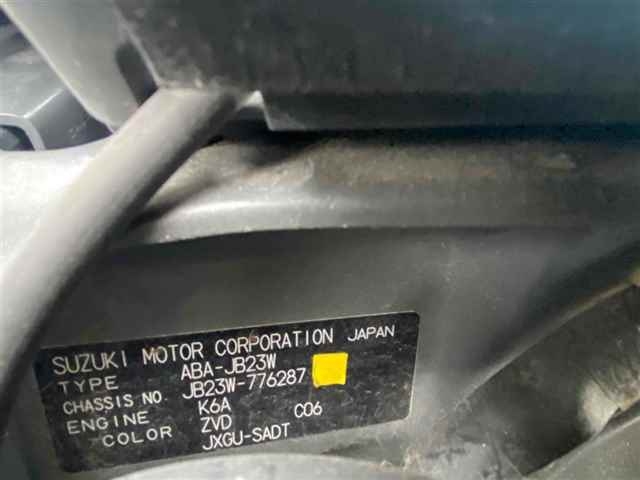 SUZUKI MOTOR CORPORATION JAPAN
TYPE ABA-JB23W
CHASSIS NO. JB23W-776287
ENGINE K6A
COLOR ZVD C06
JXGU-SADT